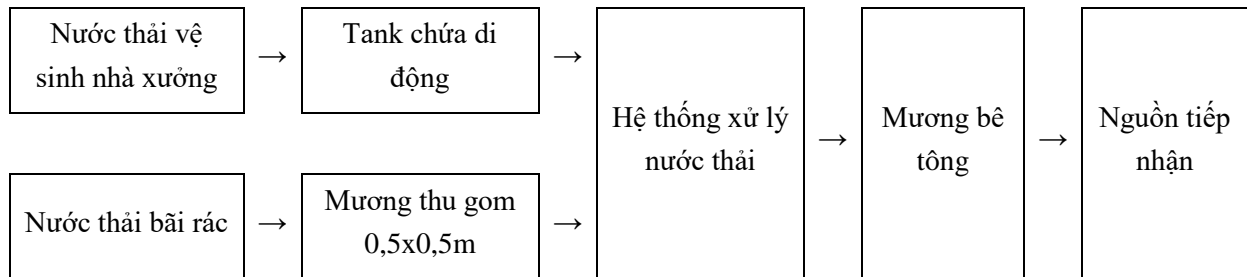 Nước thải vệ
sinh nhà xưởng
→
Tank chứa di
động
→
Nước thải bãi rác
→
Mương thu gom
0,5x0,5m
→
Hệ thống xử lý
nước thải
→
Mương bê
tông
→
Nguồn tiếp
nhận